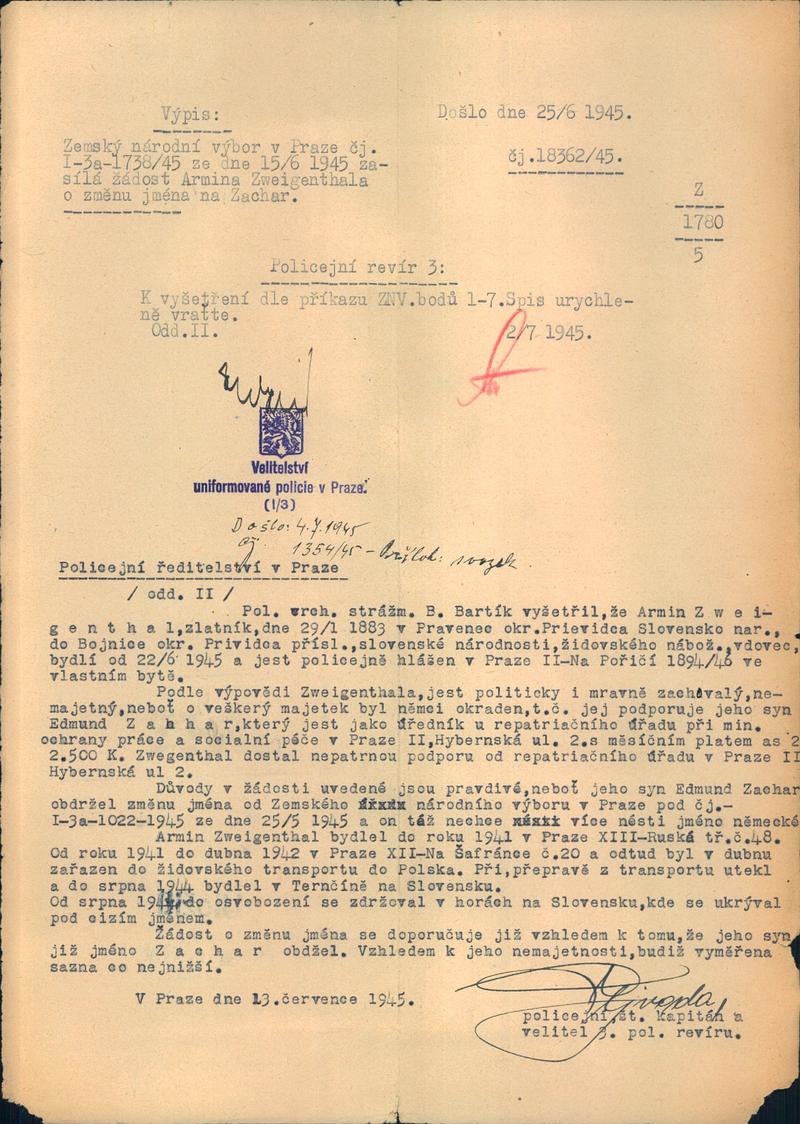 Výpis:
Došlo dne 25/6 1945.
Zemský národní výbor v Praze čj.
I-3a-1738/45 ze dne 15/6 1945 za-
sílá žádost Armina Zweigenthala
o změnu jména na Zachar.
čj.18362/45.
Z
1780
5
Policejní revír 3:
K vyšetření dle příkazu ZNV.bodů 1-7.Spis urychle-
ně vraťte.
Odd.II.
2/7 1945.
Velitelství
uniformované policie v Praze
(1/3)
Došlo: 4.7.1945
čj. 1354/45 - svazek
Policejní ředitelství v Praze
/ odd. II /
Pol. vrch. strážm. B. Bartík vyšetřil,že Armin Z w e i-
g e n t h a l,zlatník,dne 29/1 1883 v Pravenec okr.Prievidca Slovensko nar.,
do Bojnice okr. Prividca přísl.,slovenské národnosti,židovského nábož.,vdovec,
bydlí od 22/6 1945 a jest policejně hlášen v Praze II-Na Poříčí 1894/46 ve
vlastním bytě.
Podle výpovědi Zweigenthala,jest politicky i mravně zachovalý,ne-
majetný,neboť o veškerý majetek byl němci okraden,t.č. jej podporuje jeho syn
Edmund Z a h h a r,který jest jako úředník u repatriačního úřadu při min.
ochrany práce a socialní péče v Praze II,Hybernská ul. 2.s měsíčním platem as 2
2.500 K. Zwegenthal dostal nepatrnou podporu od repatriačního úřadu v Praze II
Hybernská ul 2.
Důvody v žádosti uvedené jsou pravdivé,neboť jeho syn Edmund Zachar
obdržel změnu jména od Zemského národního výboru v Praze pod čj.-
I-3a-1022-1945 ze dne 25/5 1945 a on též nechce více nésti jméno německé
Armin Zweigenthal bydlel do roku 1941 v Praze XIII-Ruská tř.č.48.
Od roku 1941 do dubna 1942 v Praze XII-Na Šafránce č.20 a odtud byl v dubnu
zařazen do židovského transportu do Polska. Při,přepravě z transportu utekl
a do srpna 1944 bydlel v Ternčíně na Slovensku.
Od srpna 1944 do osvobození se zdržoval v horách na Slovensku,kde se ukrýval
pod cizím jménem.
Žádost o změnu jména se doporučuje již vzhledem k tomu,že jeho syn
již jméno Z a c h a r obdžel. Vzhledem k jeho nemajetnosti,budiž vyměřena
sazna co nejnižší.
V Praze dne 13.července 1945.
policejní št. kapitán a
velitel 3. pol. revíru.